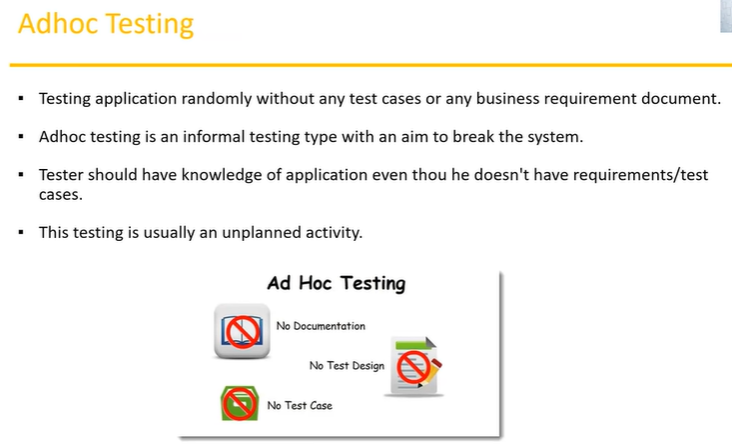 Adhoc Testing
▪ Testing application randomly without any test cases or any business requirement document.
▪ Adhoc testing is an informal testing type with an aim to break the system.
▪ Tester should have knowledge of application even thou he doesn't have requirements/test
cases.
▪ This testing is usually an unplanned activity.
Ad Hoc Testing
No Documentation
No Test Design
No Test Case